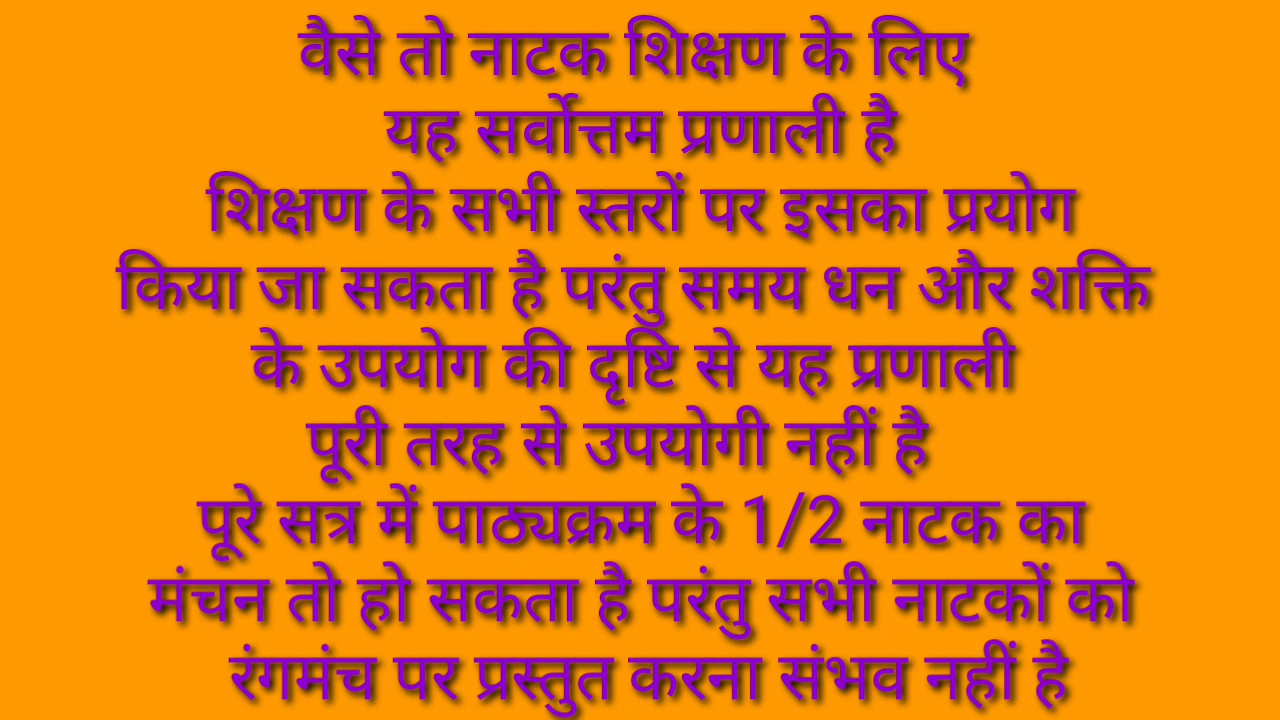 वैसे तो नाटक शिक्षण के लिए
यह सर्वोत्तम प्रणाली है
शिक्षण के सभी स्तरों पर इसका प्रयोग
किया जा सकता है परंतु समय धन और शक्ति
के उपयोग की दृष्टि से यह प्रणाली
पूरी तरह से उपयोगी नहीं है
पूरे सत्र में पाठ्यक्रम के 1/2 नाटक का
मंचन तो हो सकता है परंतु सभी नाटकों को
रंगमंच पर प्रस्तुत करना संभव नहीं है